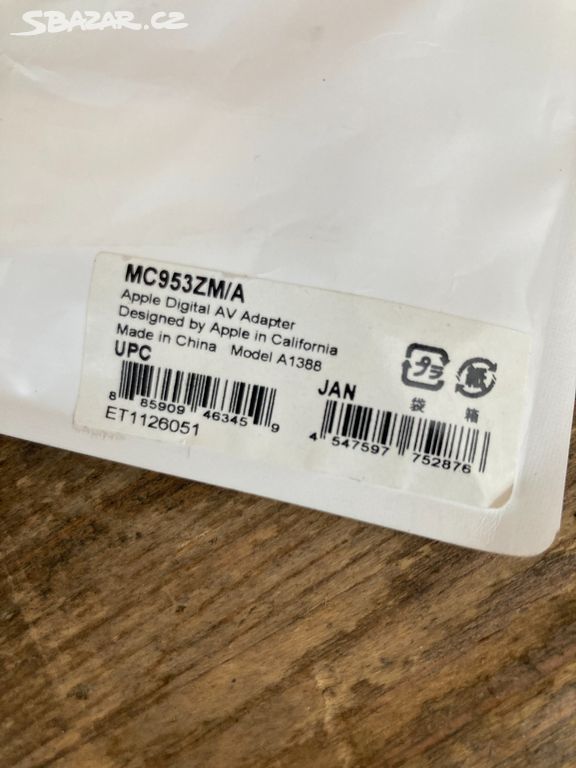 SBAZAR.CZ
MC953ZM/A
Apple Digital AV Adapter
Designed by Apple in California
Made in China Model A1388
UPC
8 85909 46345 9
ET1126051
JAN
4 547597 752876
プラ 紙
袋 箱